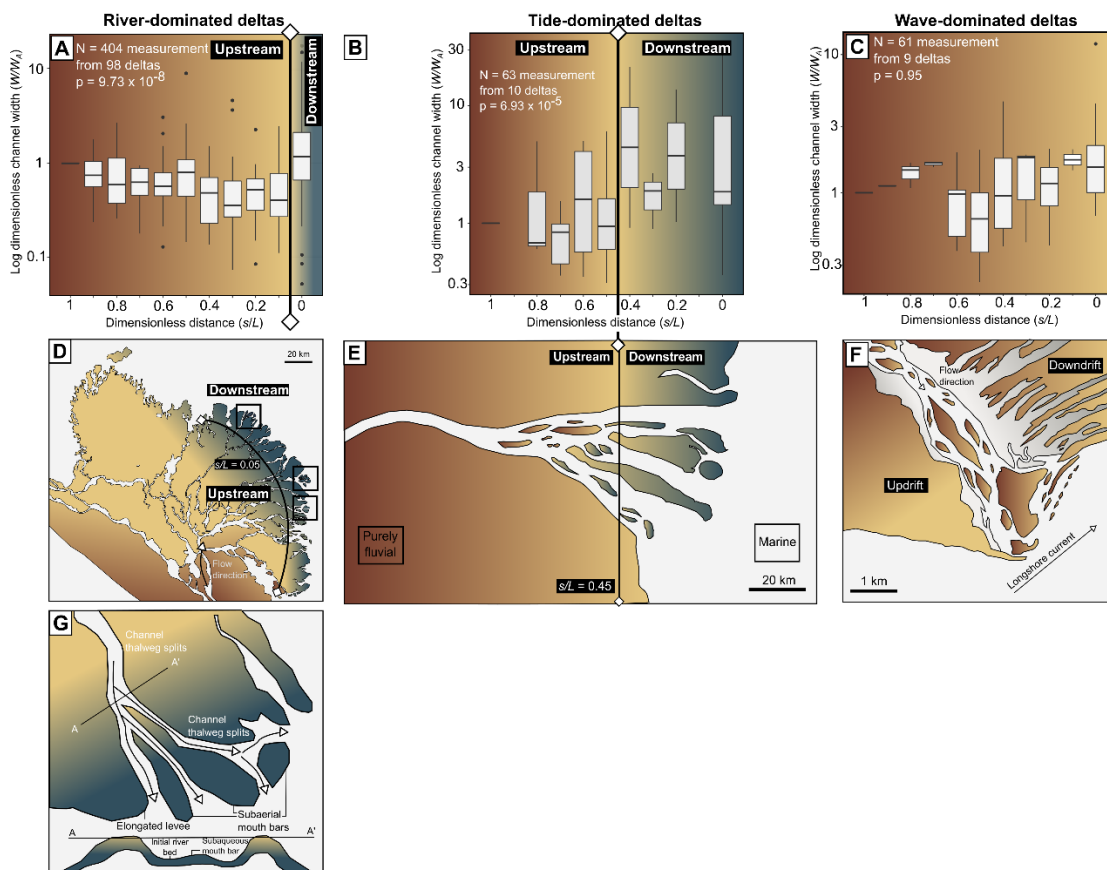 River-dominated deltas
Tide-dominated deltas
Wave-dominated deltas
A
N = 404 measurement
from 98 deltas
p = 9.73 x 10-8
Upstream
Downstream
Log dimensionless channel width (W/WA)
10
1
0.1
1
0.8
0.6
0.4
0.2
0
Dimensionless distance (s/L)
B
Upstream
Downstream
N = 63 measurement
from 10 deltas
p = 6.93 x 10-5
Log dimensionless channel width (W/WA)
30
10
3
1
0.3
1
0.8
0.6
0.4
0.2
0
Dimensionless distance (s/L)
C
N = 61 measurement
from 9 deltas
p = 0.95
Log dimensionless channel width (W/WA)
10
3
1
0.3
1
0.8
0.6
0.4
0.2
0
Dimensionless distance (s/L)
D
20 km
Downstream
s/L = 0.05
Upstream
Flow
direction
E
Upstream
Downstream
Purely
fluvial
Marine
s/L = 0.45
20 km
F
Flow
direction
Downdrift
Updrift
Longshore current
1 km
G
Channel
thalweg splits
A'
A
Channel
thalweg splits
Subaerial
mouth bars
Elongated levee
A
A'
Initial river
bed
Subaqueous
mouth bar